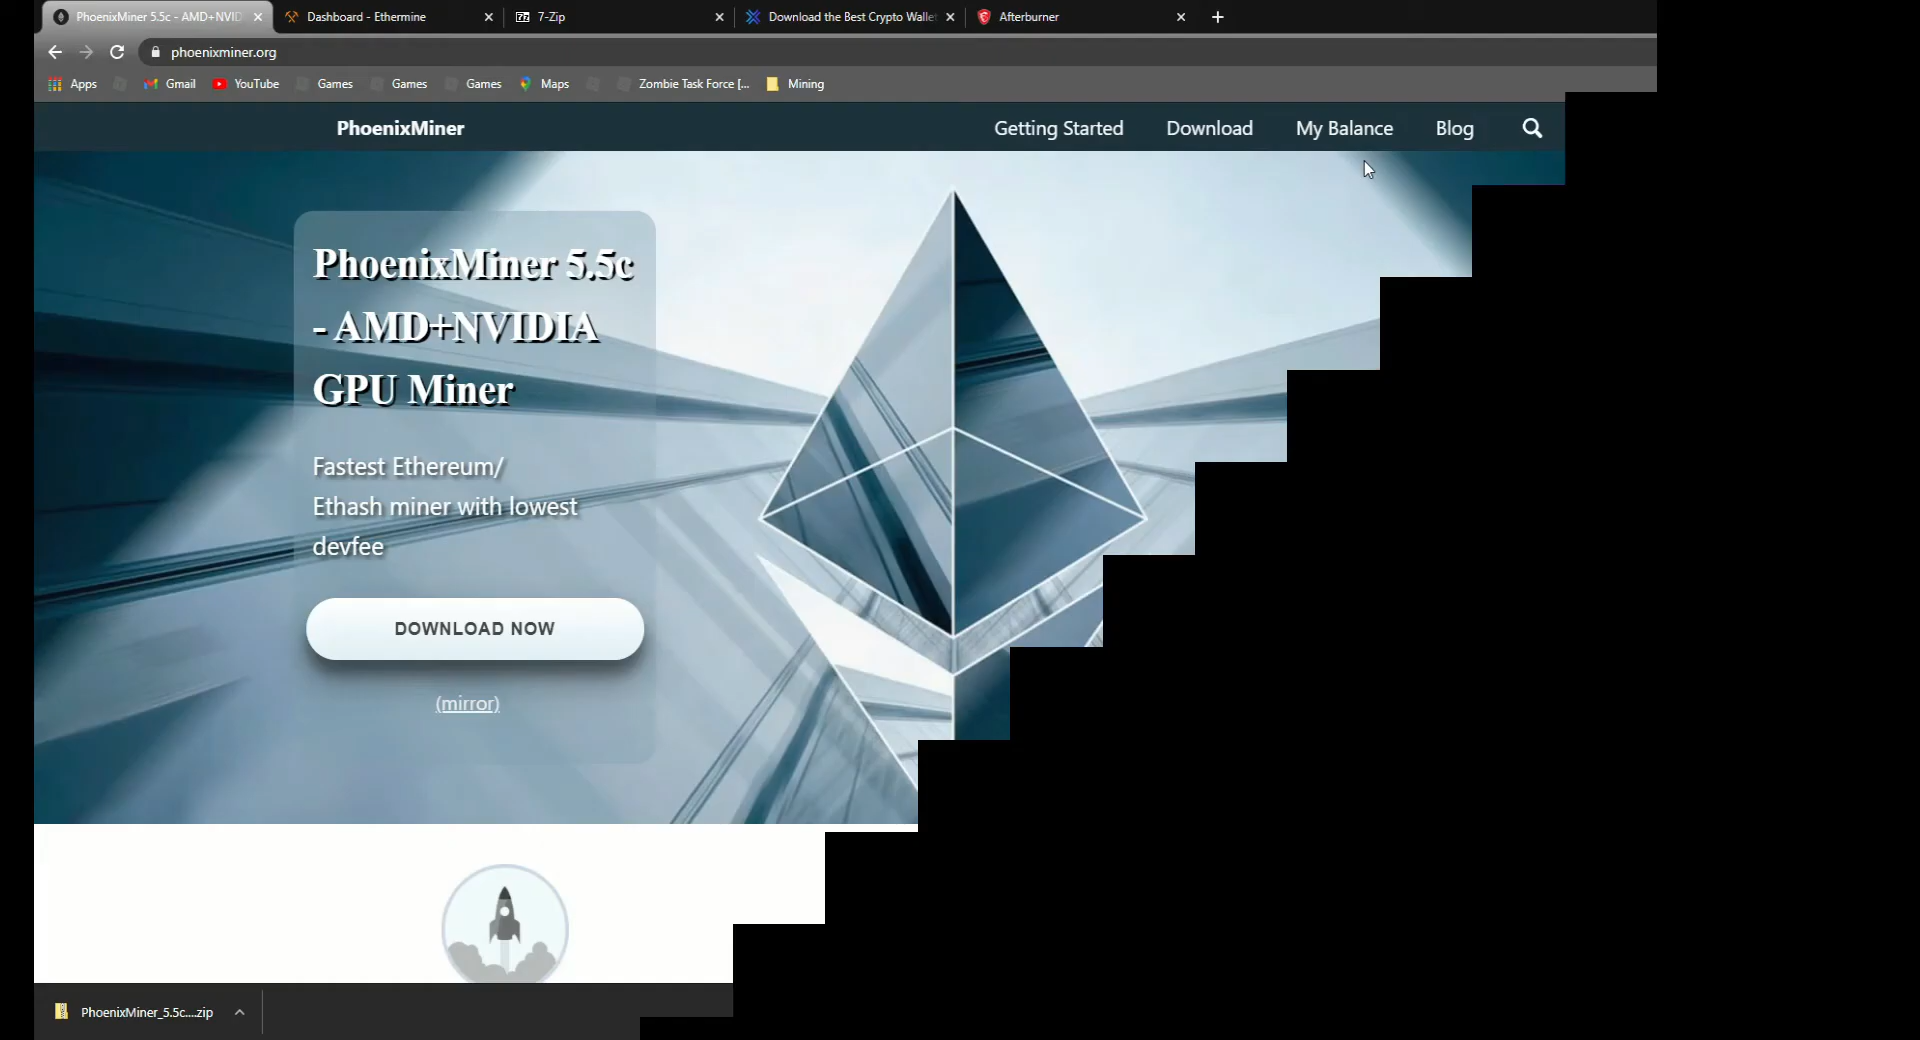 PhoenixMiner 5.5c - AMD+NVID
Dashboard - Ethermine
7z 7-Zip
Download the Best Crypto Wallet
Afterburner
phoenixminer.org
Apps Gmail YouTube Games Games Games Maps Zombie Task Force [... Mining
PhoenixMiner Getting Started Download My Balance Blog
PhoenixMiner 5.5c
- AMD+NVIDIA
GPU Miner
Fastest Ethereum/
Ethash miner with lowest
devfee
DOWNLOAD NOW
(mirror)
PhoenixMiner_5.5c....zip